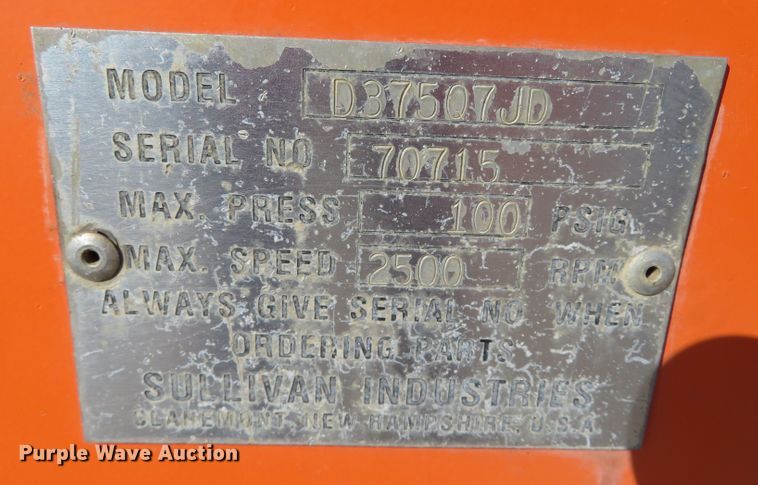 MODEL D375Q7JD
SERIAL NO 70715
MAX. PRESS 100 PSIG.
MAX. SPEED 2500 RPM
ALWAYS GIVE SERIAL NO. WHEN
ORDERING PARTS
SULLIVAN INDUSTRIES
CLAREMONT, NEW HAMPSHIRE, U.S.A.
Purple Wave Auction